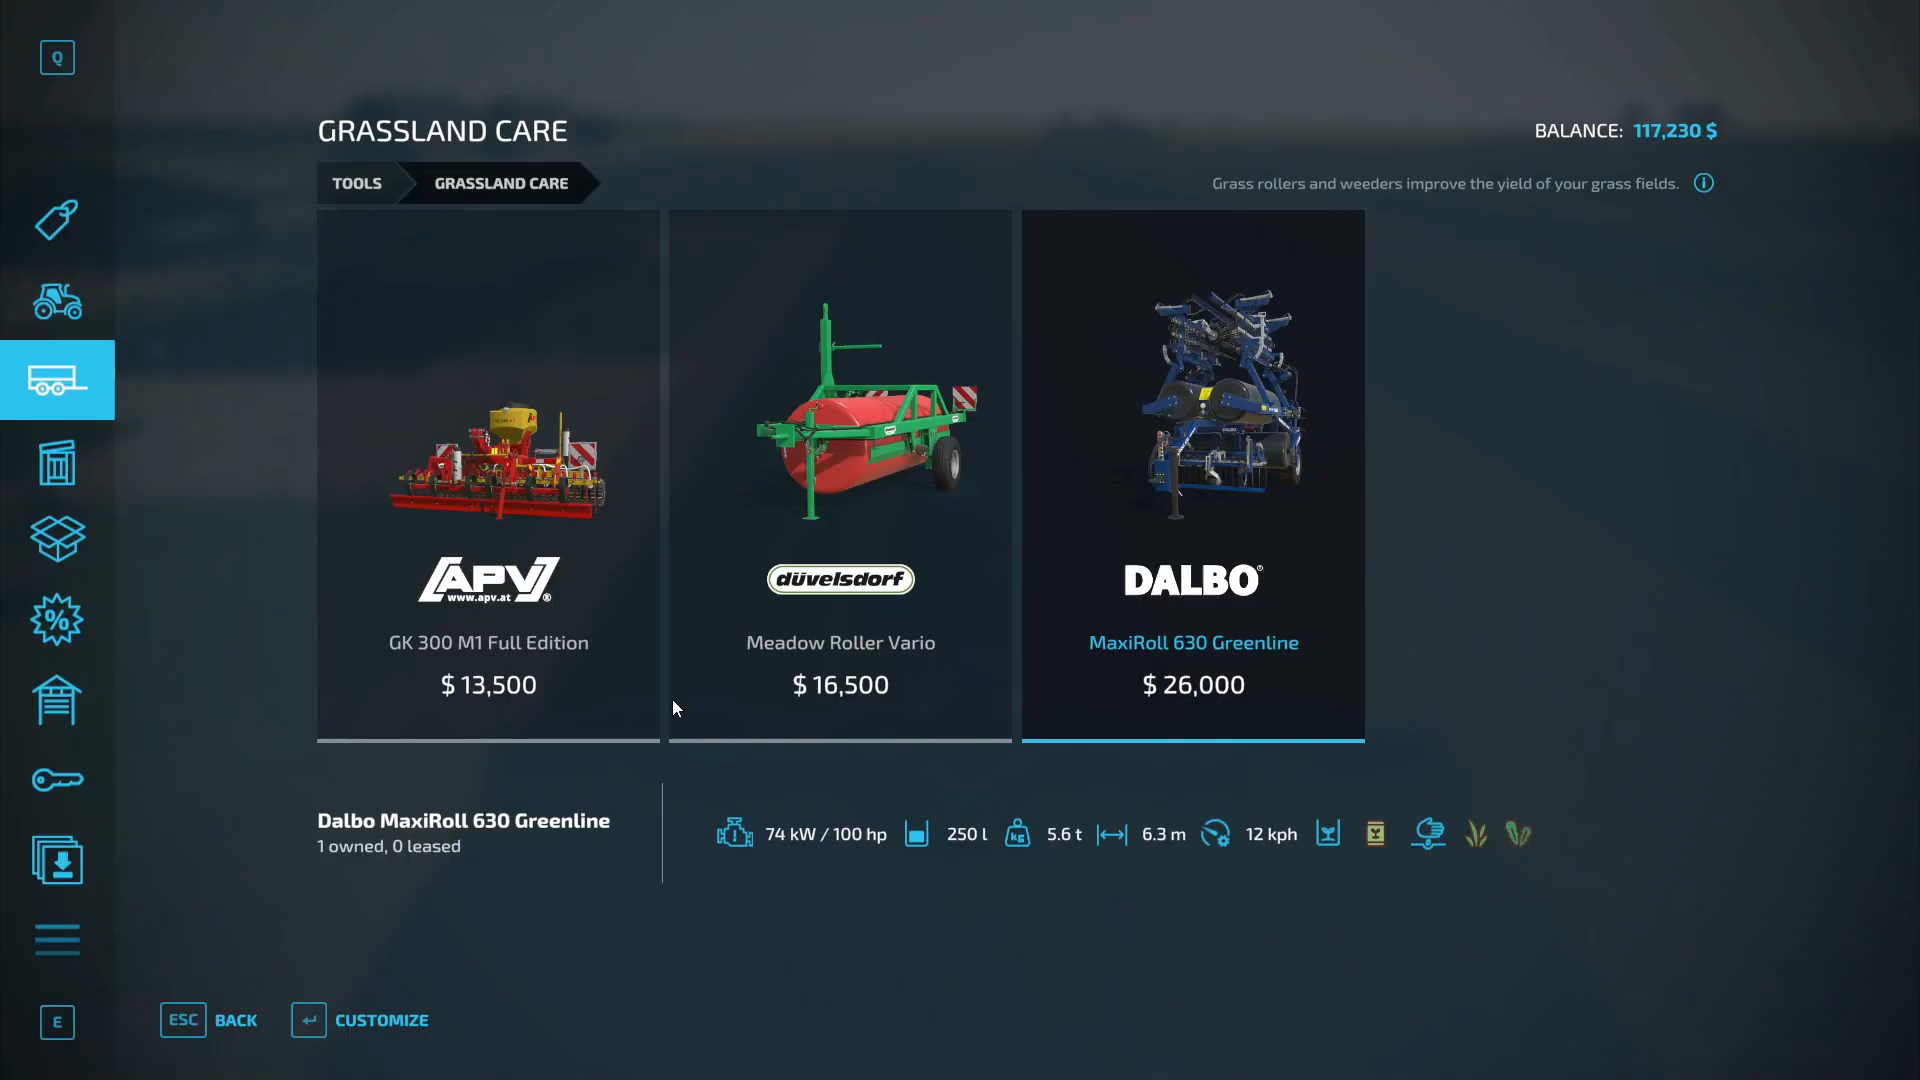 Q
GRASSLAND CARE
BALANCE: 117,230 $
TOOLS
GRASSLAND CARE
Grass rollers and weeders improve the yield of your grass fields.
APV
www.apv.at ®
düvelsdorf
DALBO®
GK 300 M1 Full Edition
Meadow Roller Vario
MaxiRoll 630 Greenline
$ 13,500
$ 16,500
$ 26,000
Dalbo MaxiRoll 630 Greenline
1 owned, 0 leased
74 kW / 100 hp
kg
250 l
5.6 t
6.3 m
12 kph
E
ESC BACK
CUSTOMIZE